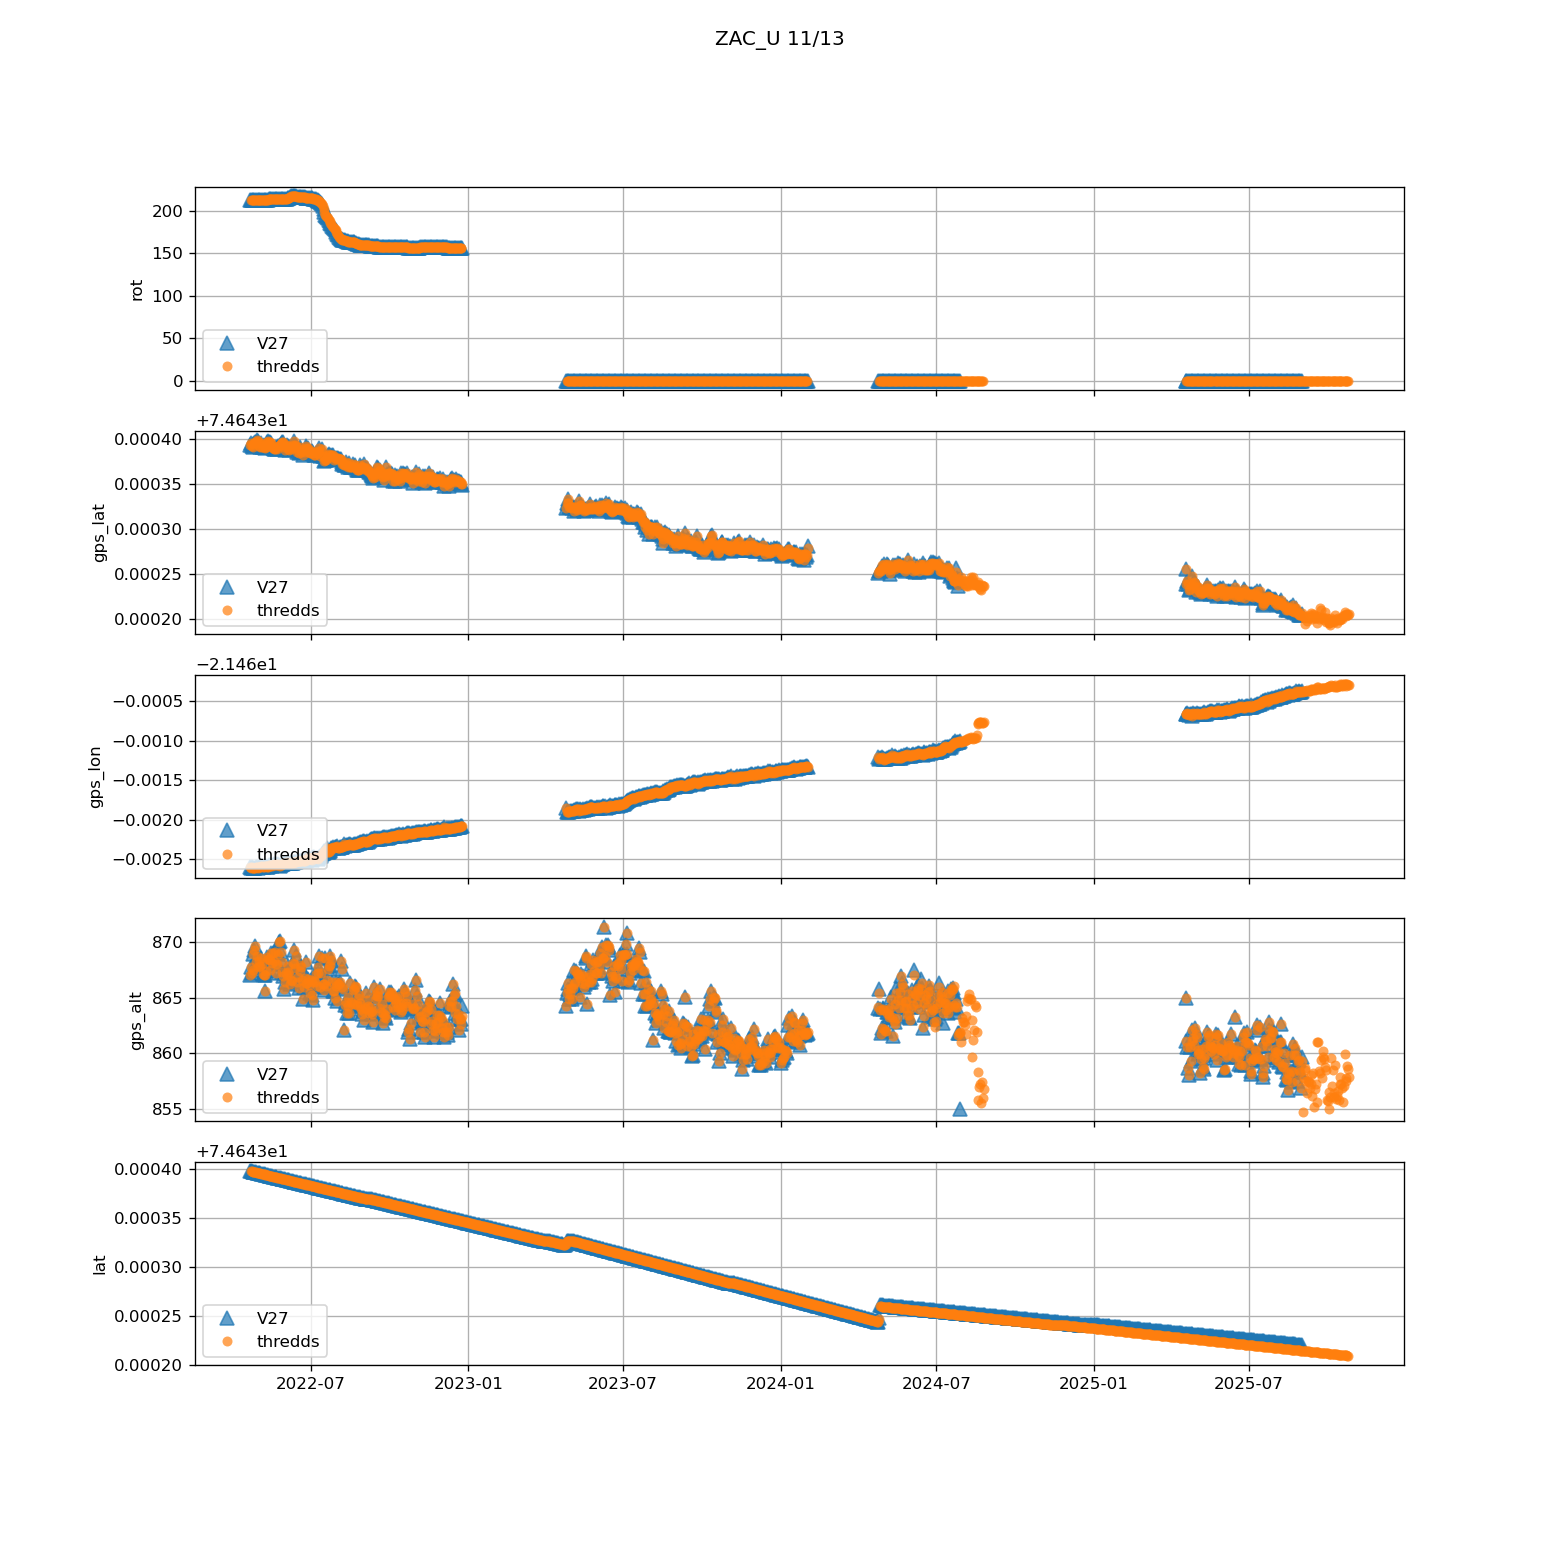 ZAC_U 11/13
200
150
100
50
0
rot
V27
thredds
+7.4643e1
0.00040
0.00035
0.00030
0.00025
0.00020
gps_lat
V27
thredds
−2.146e1
−0.0005
−0.0010
−0.0015
−0.0020
−0.0025
gps_lon
V27
thredds
870
865
860
855
gps_alt
V27
thredds
+7.4643e1
0.00040
0.00035
0.00030
0.00025
0.00020
lat
V27
thredds
2022-07 2023-01 2023-07 2024-01 2024-07 2025-01 2025-07